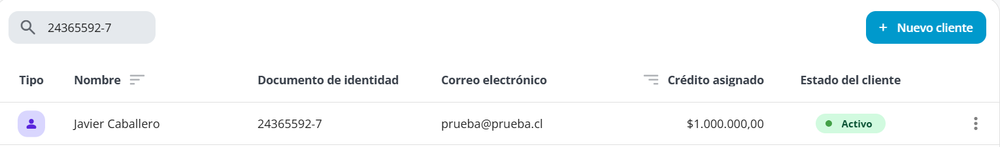 24365592-7
+ Nuevo cliente
Tipo Nombre Documento de identidad Correo electrónico Crédito asignado Estado del cliente
Javier Caballero 24365592-7 prueba@prueba.cl $1.000.000,00 Activo